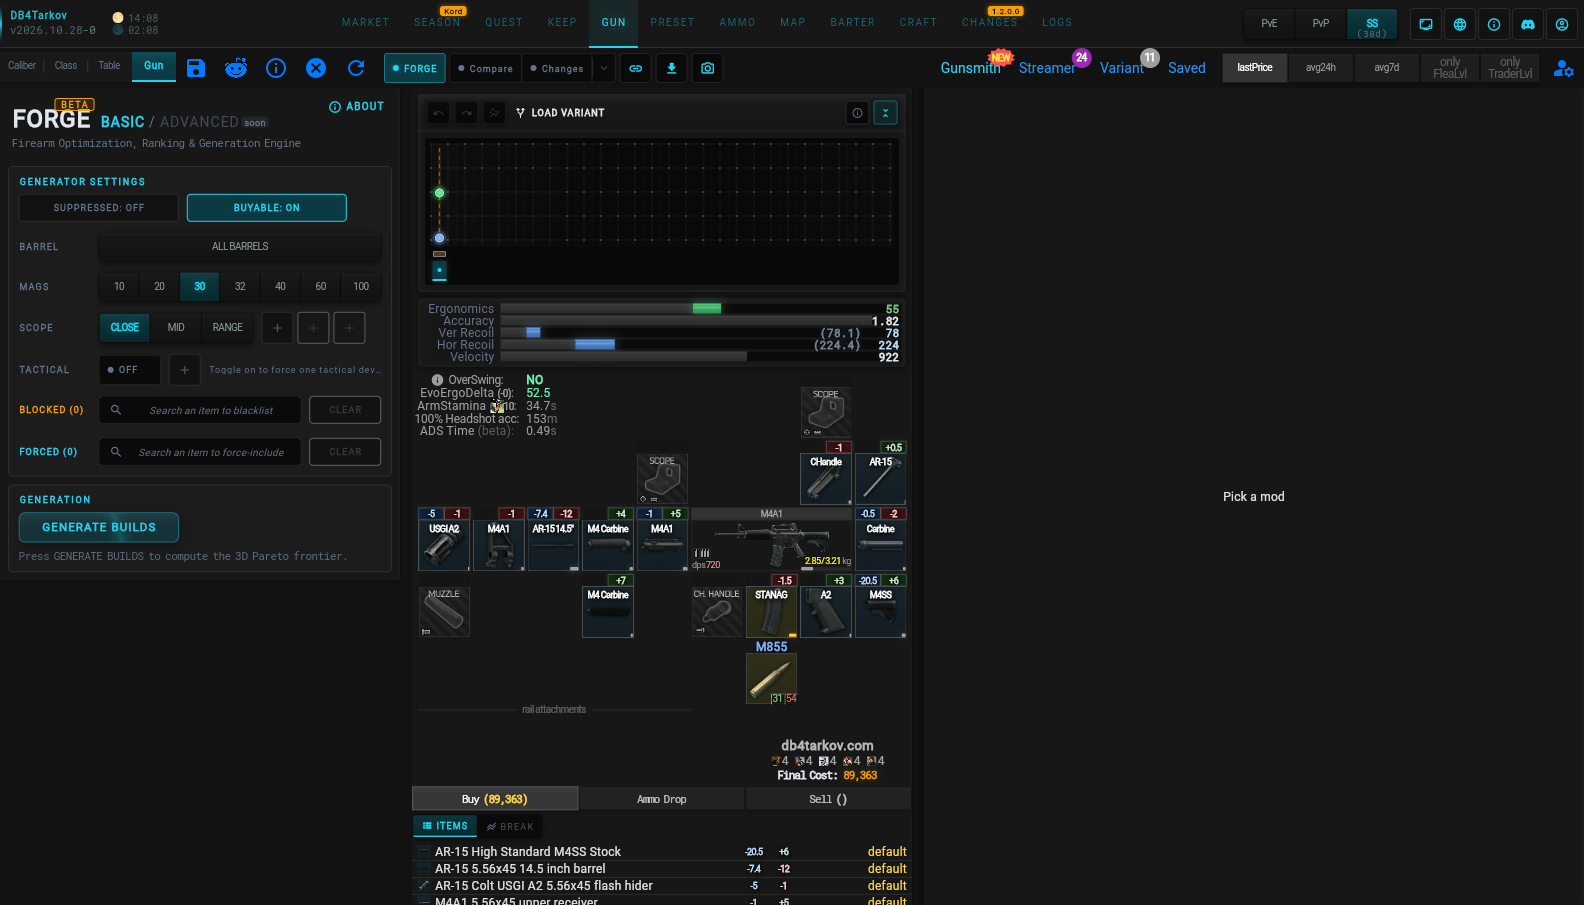 DB4Tarkov
v2026.10.28-0
14:08
02:08
MARKET
SEASON
Kord
QUEST
KEEP
GUN
PRESET
AMMO
MAP
BARTER
CRAFT
CHANGES
1.2.0.0
LOGS
PvE
PvP
SS
(38d)
Caliber
Class
Table
Gun
FORGE
Compare
Changes
Gunsmith
NEW
Streamer
24
Variant
11
Saved
lastPrice
avg24h
avg7d
only
FleaLvl
only
TraderLvl
BETA
FORGE BASIC / ADVANCED soon
ABOUT
Firearm Optimization, Ranking & Generation Engine
GENERATOR SETTINGS
SUPPRESSED: OFF
BUYABLE: ON
BARREL
ALL BARRELS
MAGS
10 20 30 32 40 60 100
SCOPE
CLOSE MID RANGE + + +
TACTICAL
OFF
+
Toggle on to force one tactical dev...
BLOCKED (0)
Search an item to blacklist
CLEAR
FORCED (0)
Search an item to force-include
CLEAR
GENERATION
GENERATE BUILDS
Press GENERATE BUILDS to compute the 3D Pareto frontier.
LOAD VARIANT
Ergonomics 55
Accuracy 1.82
Ver Recoil (78.1) 78
Hor Recoil (224.4) 224
Velocity 922
OverSwing: NO
EvoErgoDelta (-0): 52.5
ArmStamina 10: 34.7s
100% Headshot acc: 153m
ADS Time (beta): 0.49s
SCOPE
-1 +0.5
CHandle AR-15
SCOPE
-5 -1 -1 -7.4 -12 +4 -1 +5 M4A1 -0.5 -2
USGI A2 M4A1 AR-15 14.5" M4 Carbine M4A1 Carbine
dps720
2.85/3.21 kg
+7 -1.5 +3 -20.5 +6
MUZZLE M4 Carbine CH. HANDLE STANAG A2 M4SS
M855
31 54
rail attachments
db4tarkov.com
4 4 4 4 4
Final Cost: 89,363
Buy (89,363)
Ammo Drop
Sell ()
ITEMS
BREAK
AR-15 High Standard M4SS Stock -20.5 +6 default
AR-15 5.56x45 14.5 inch barrel -7.4 -12 default
AR-15 Colt USGI A2 5.56x45 flash hider -5 -1 default
M4A1 5.56x45 upper receiver -1 +5 default
Pick a mod